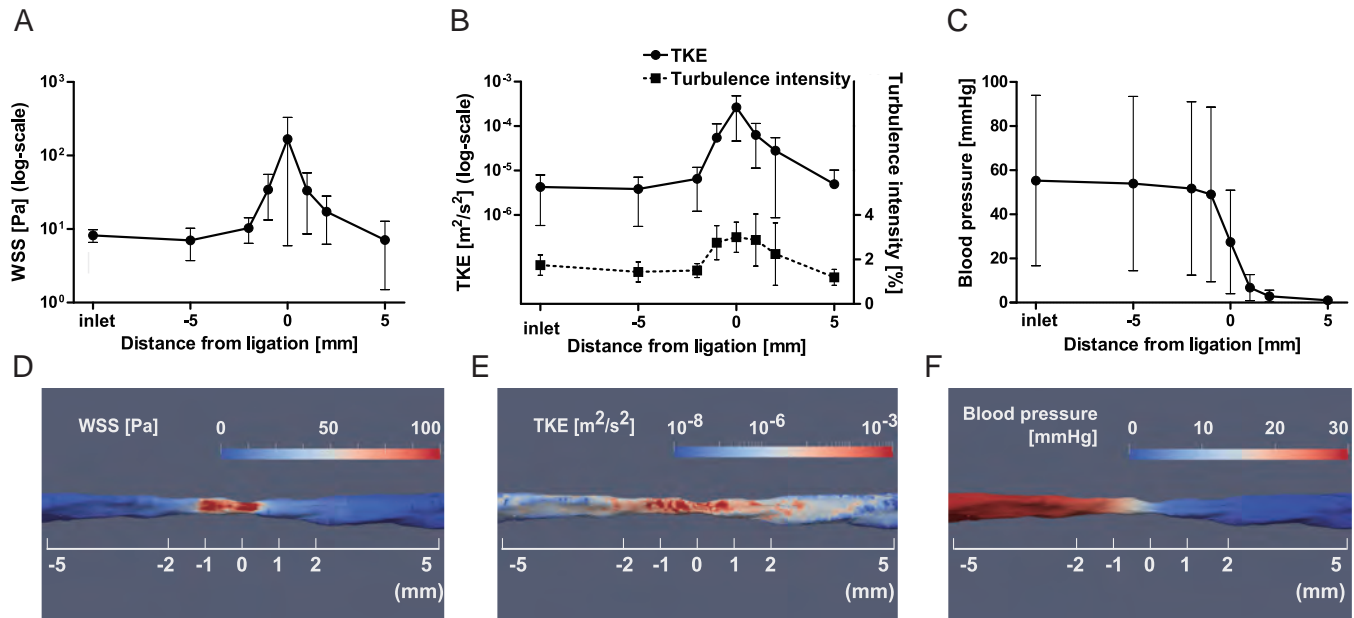 A
WSS [Pa] (log-scale)
10³
10²
10¹
10⁰
inlet
-5
0
5
Distance from ligation [mm]
B
TKE
Turbulence intensity
TKE [m²/s²] (log-scale)
10⁻³
10⁻⁴
10⁻⁵
10⁻⁶
Turbulence intensity [%]
4
2
0
inlet
-5
0
5
Distance from ligation [mm]
C
Blood pressure [mmHg]
100
80
60
40
20
0
inlet
-5
0
5
Distance from ligation [mm]
D
WSS [Pa]
0
50
100
-5
-2
-1
0
1
2
5
(mm)
E
TKE [m²/s²]
10⁻⁸
10⁻⁶
10⁻³
-5
-2
-1
0
1
2
5
(mm)
F
Blood pressure
[mmHg]
0
10
20
30
-5
-2
-1
0
1
2
5
(mm)